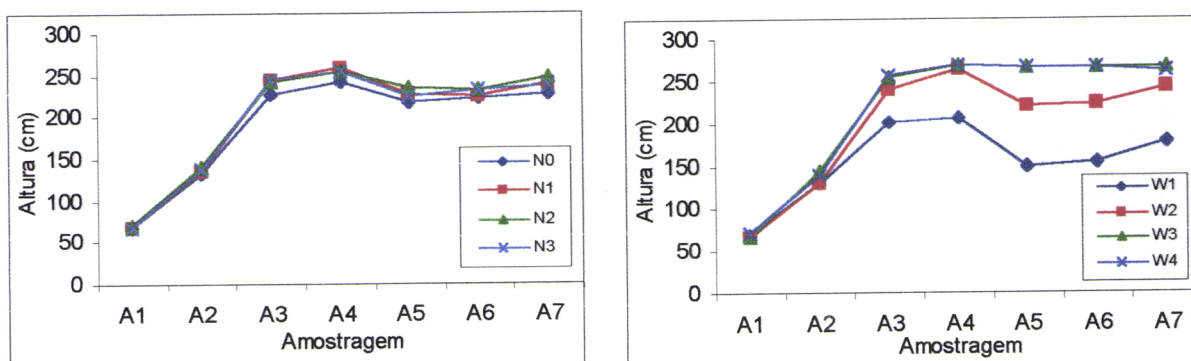 300
250
200
150
100
50
0
Altura (cm)
N0
N1
N2
N3
A1 A2 A3 A4 A5 A6 A7
Amostragem
300
250
200
150
100
50
0
Altura (cm)
W1
W2
W3
W4
A1 A2 A3 A4 A5 A6 A7
Amostragem